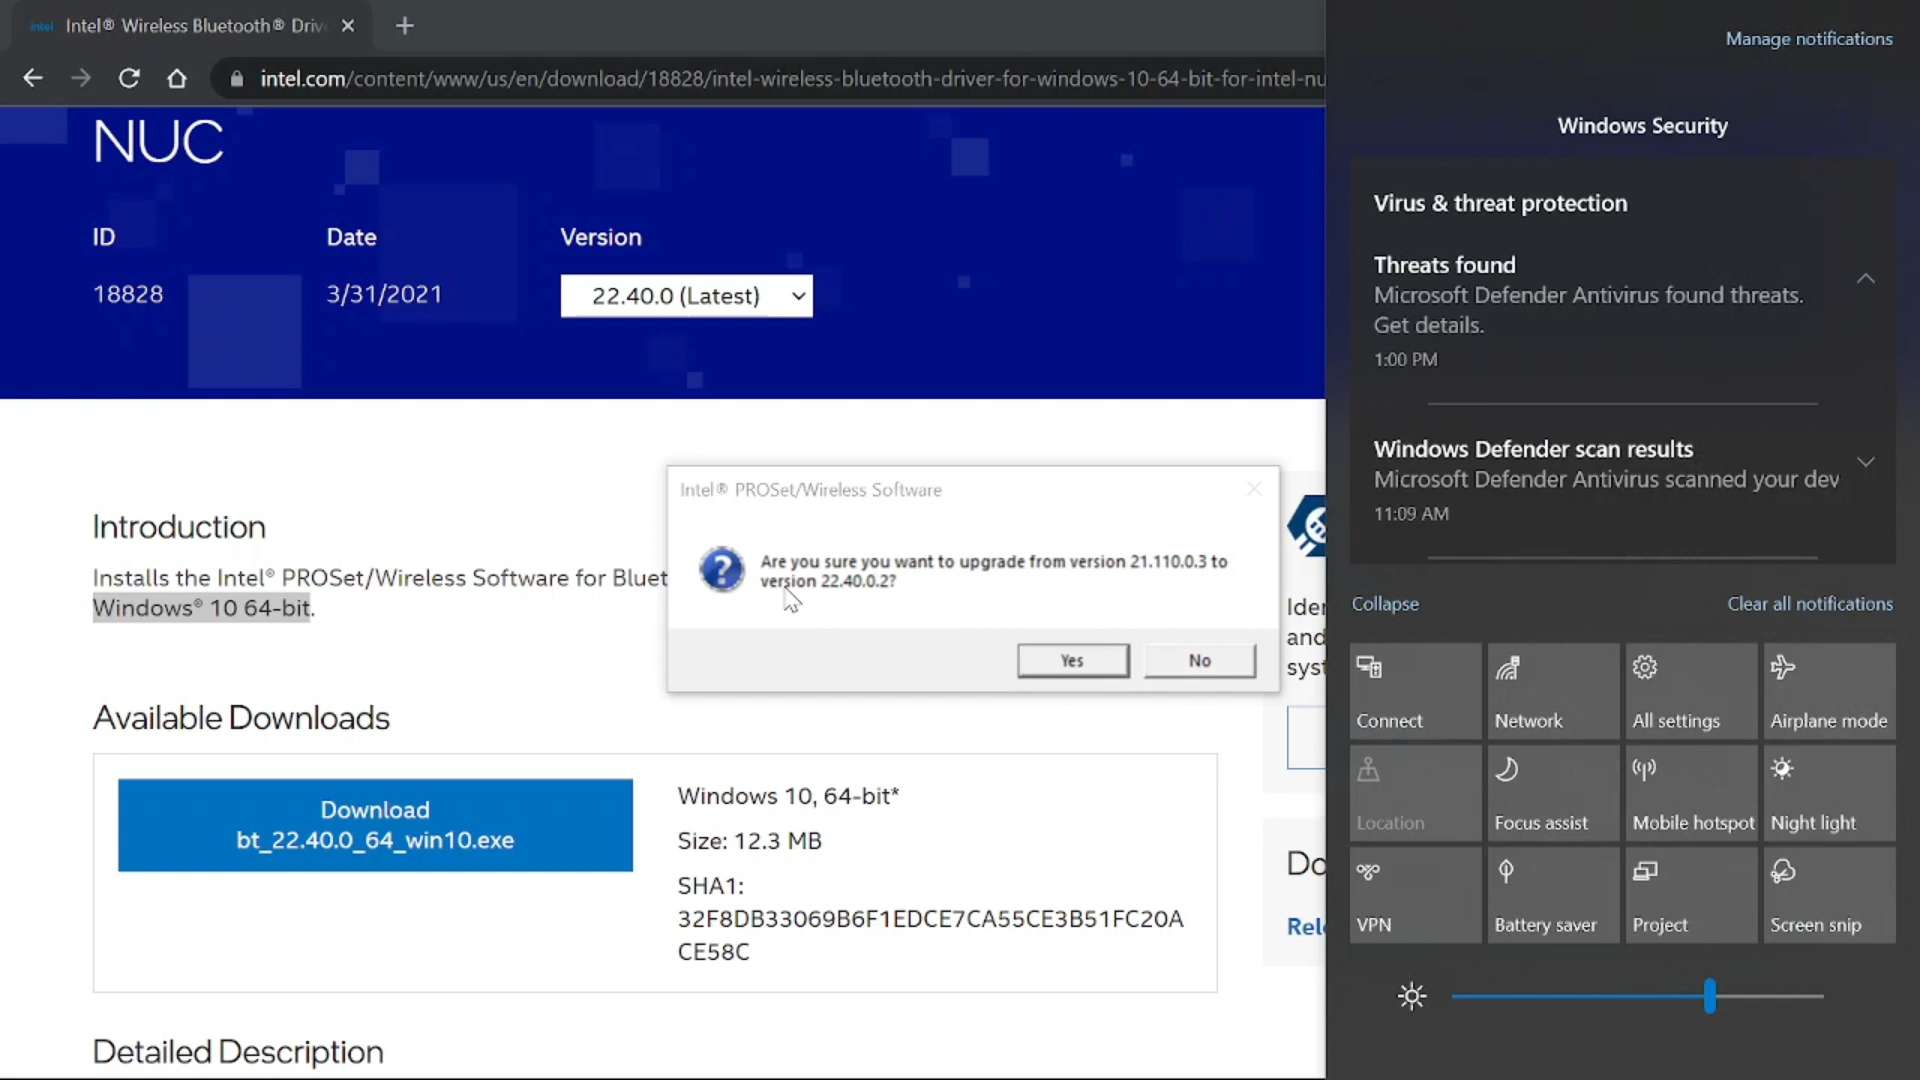 intel Intel® Wireless Bluetooth® Driv
intel.com/content/www/us/en/download/18828/intel-wireless-bluetooth-driver-for-windows-10-64-bit-for-intel-nu
NUC
ID
Date
Version
18828
3/31/2021
22.40.0 (Latest)
Introduction
Installs the Intel® PROSet/Wireless Software for Bluet
Windows® 10 64-bit.
Available Downloads
Download
bt_22.40.0_64_win10.exe
Windows 10, 64-bit*
Size: 12.3 MB
SHA1:
32F8DB33069B6F1EDCE7CA55CE3B51FC20A
CE58C
Detailed Description
Intel® PROSet/Wireless Software
Are you sure you want to upgrade from version 21.110.0.3 to
version 22.40.0.2?
Yes
No
Iden
and
syst
Do
Rele
Manage notifications
Windows Security
Virus & threat protection
Threats found
Microsoft Defender Antivirus found threats.
Get details.
1:00 PM
Windows Defender scan results
Microsoft Defender Antivirus scanned your dev
11:09 AM
Collapse
Clear all notifications
Connect
Network
All settings
Airplane mode
Location
Focus assist
Mobile hotspot
Night light
VPN
Battery saver
Project
Screen snip